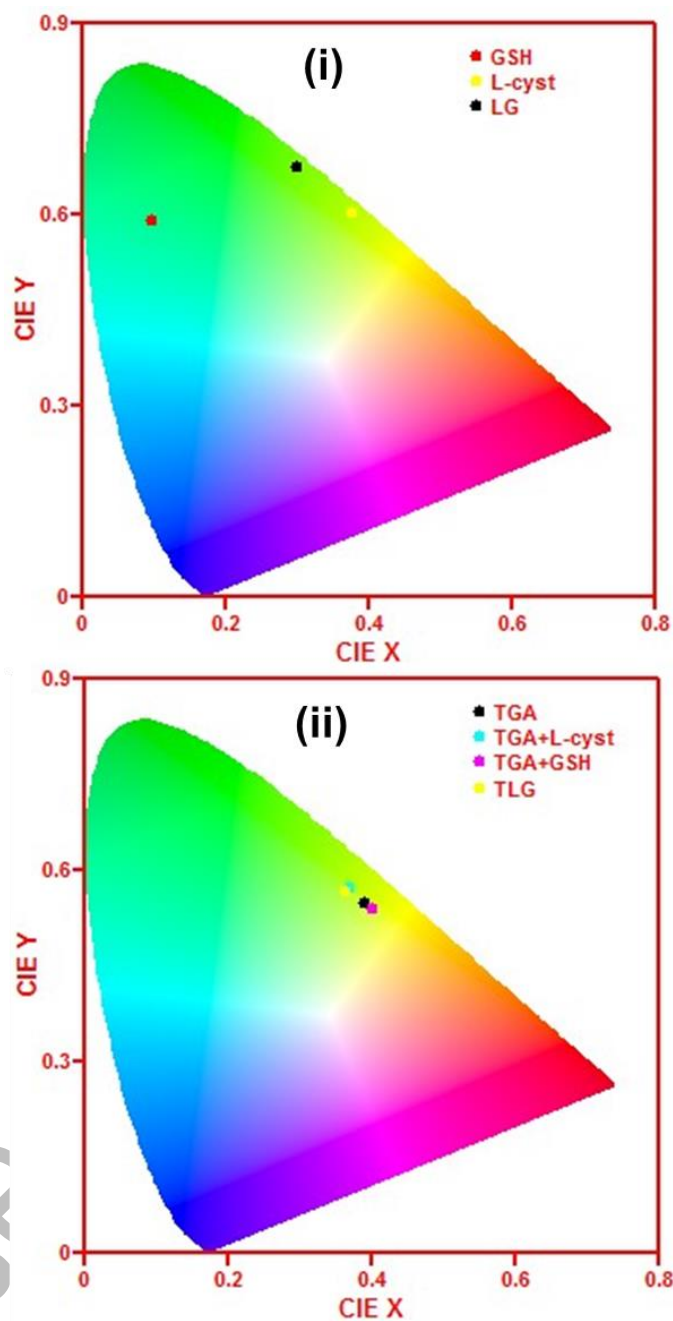 (i)
GSH
L-cyst
LG
0.9
0.6
0.3
0
CIE Y
0 0.2 0.4 0.6 0.8
CIE X
(ii)
TGA
TGA+L-cyst
TGA+GSH
TLG
0.9
0.6
0.3
0
CIE Y
0 0.2 0.4 0.6 0.8
CIE X